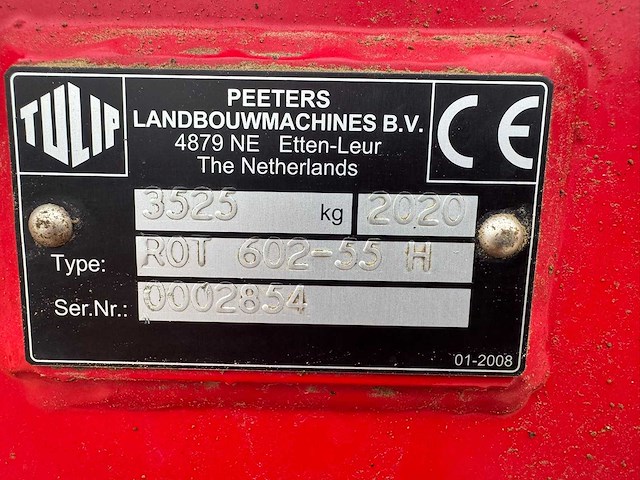 TULIP
PEETERS
LANDBOUWMACHINES B.V.
4879 NE Etten-Leur
The Netherlands
CE
3525 kg 2020
Type: ROT 602-55 H
Ser.Nr.: 0002854
01-2008